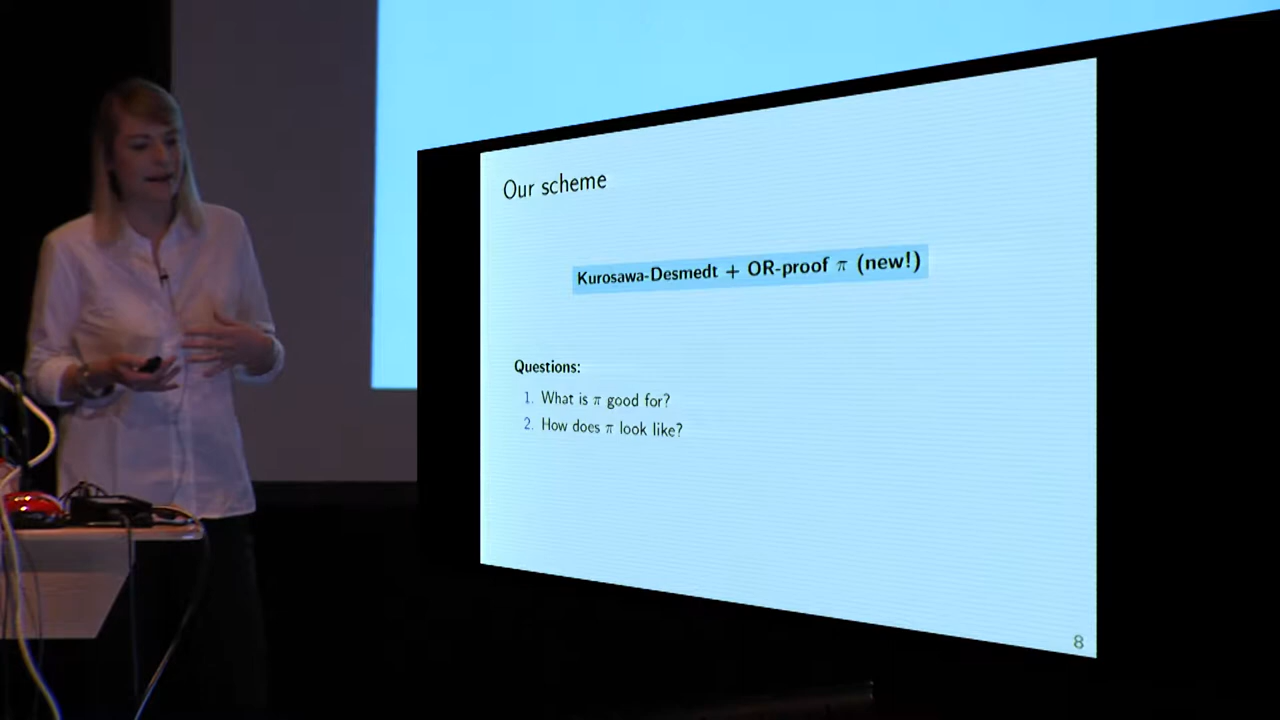 Our scheme
Kurosawa-Desmedt + OR-proof π (new!)
Questions:
1. What is π good for?
2. How does π look like?
8